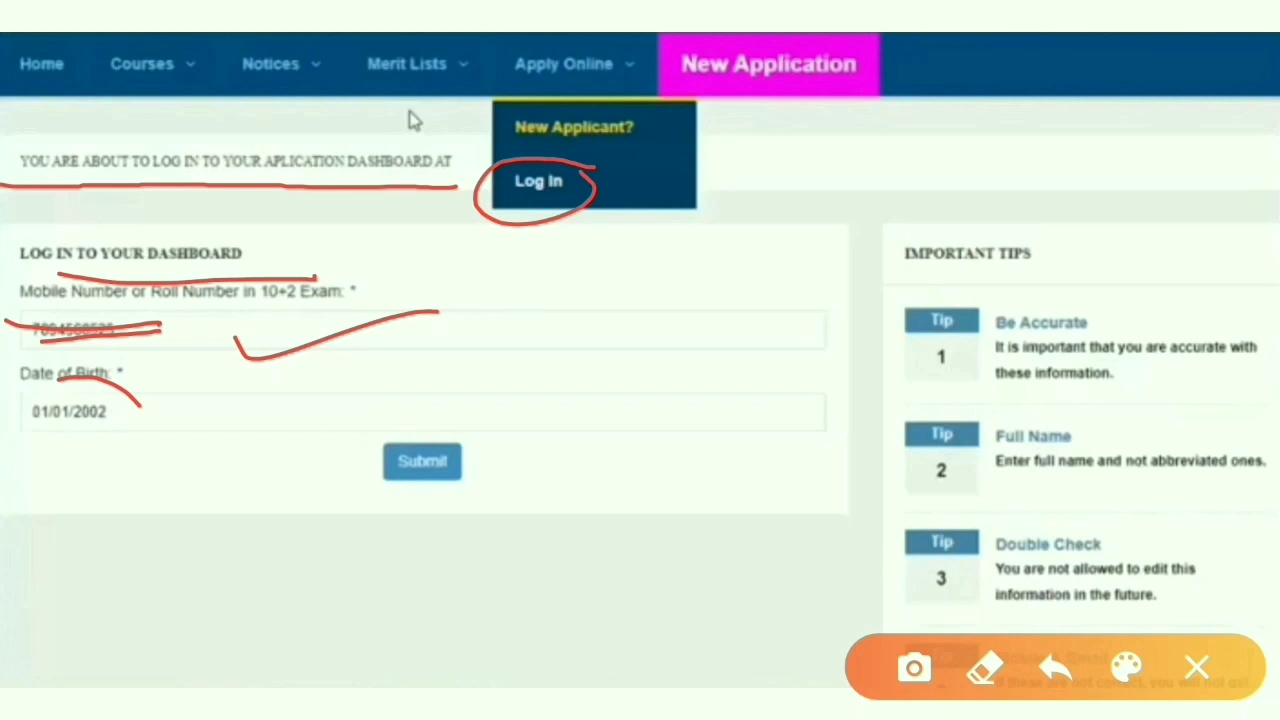 Home Courses Notices Merit Lists Apply Online New Application
New Applicant?
Log In
YOU ARE ABOUT TO LOG IN TO YOUR APLICATION DASHBOARD AT
LOG IN TO YOUR DASHBOARD
Mobile Number or Roll Number in 10+2 Exam: *
Date of Birth: *
01/01/2002
Submit
IMPORTANT TIPS
Tip
1
Be Accurate
It is important that you are accurate with
these information.
Tip
2
Full Name
Enter full name and not abbreviated ones.
Tip
3
Double Check
You are not allowed to edit this
information in the future.